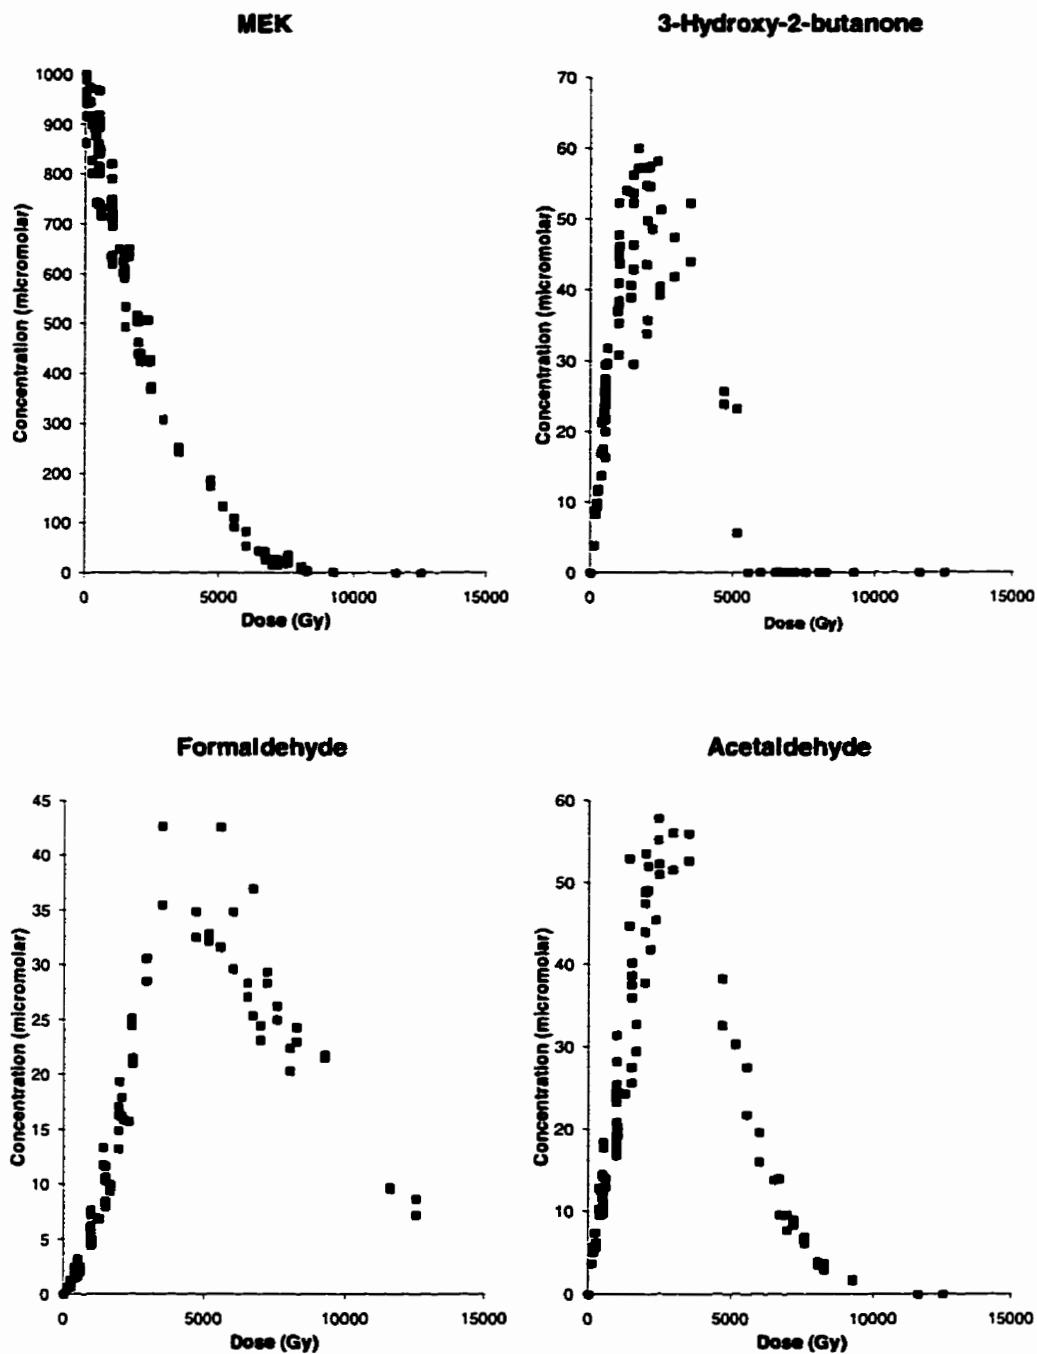 MEK
3-Hydroxy-2-butanone
1000
900
800
700
600
500
400
300
200
100
0
Concentration (micromolar)
0 5000 10000 15000
Dose (Gy)
70
60
50
40
30
20
10
0
Concentration (micromolar)
0 5000 10000 15000
Dose (Gy)
Formaldehyde
Acetaldehyde
45
40
35
30
25
20
15
10
5
0
Concentration (micromolar)
0 5000 10000 15000
Dose (Gy)
60
50
40
30
20
10
0
Concentration (micromolar)
0 5000 10000 15000
Dose (Gy)